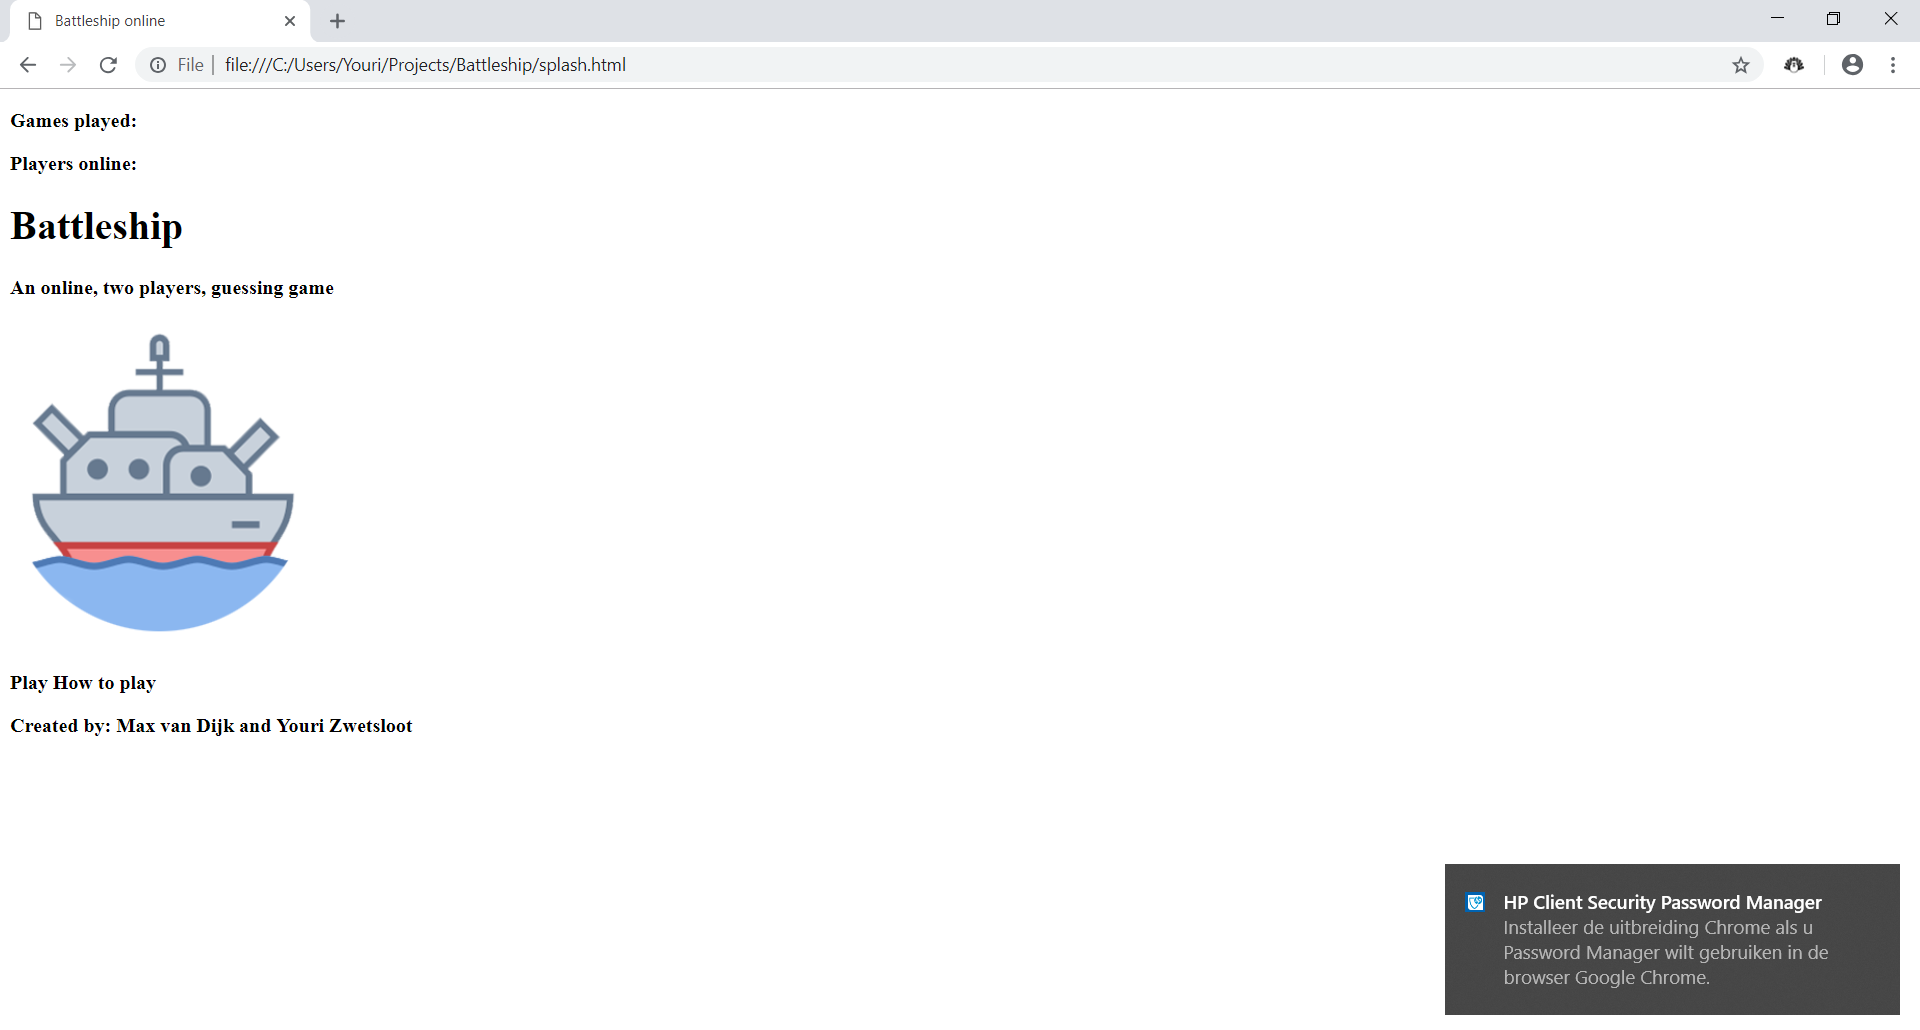 Battleship online
File
file:///C:/Users/Youri/Projects/Battleship/splash.html
Games played:
Players online:
Battleship
An online, two players, guessing game
Play How to play
Created by: Max van Dijk and Youri Zwetsloot
HP Client Security Password Manager
Installeer de uitbreiding Chrome als u
Password Manager wilt gebruiken in de
browser Google Chrome.